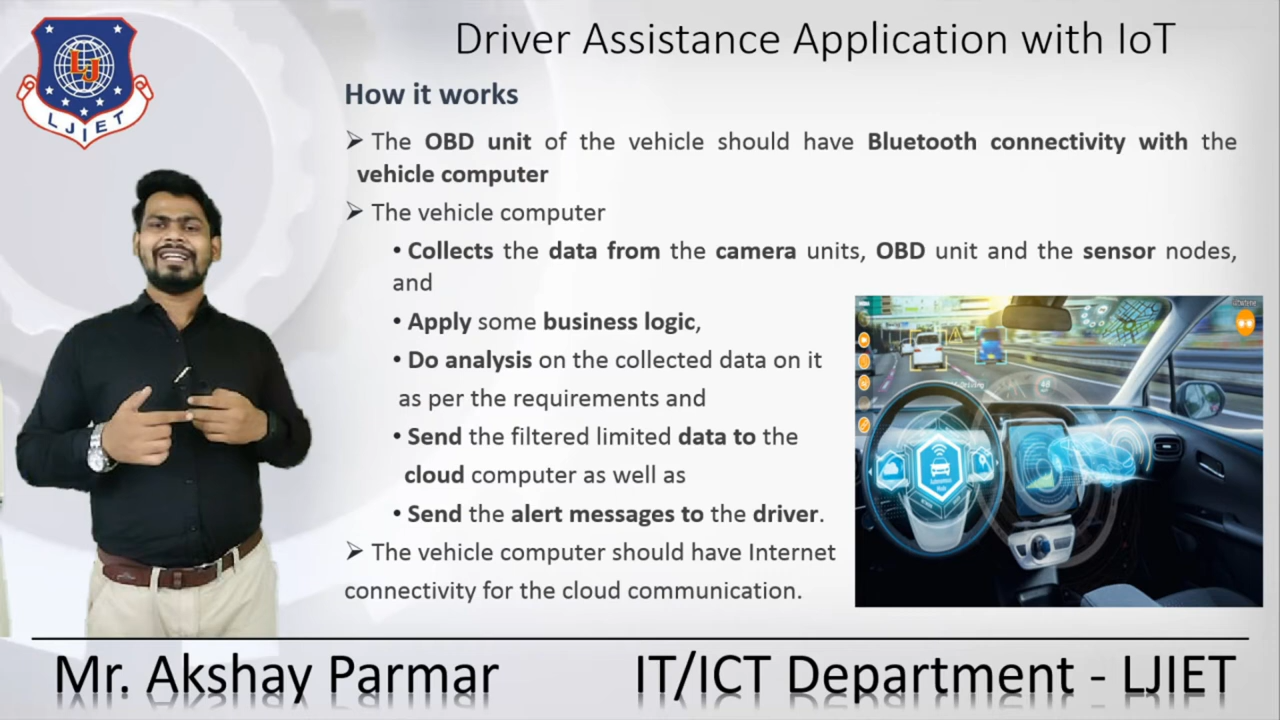 Driver Assistance Application with IoT
LJ
LJIET
How it works
➢ The OBD unit of the vehicle should have Bluetooth connectivity with the
vehicle computer
➢ The vehicle computer
• Collects the data from the camera units, OBD unit and the sensor nodes,
and
• Apply some business logic,
• Do analysis on the collected data on it
as per the requirements and
• Send the filtered limited data to the
cloud computer as well as
• Send the alert messages to the driver.
➢ The vehicle computer should have Internet
connectivity for the cloud communication.
Mr. Akshay Parmar
IT/ICT Department - LJIET